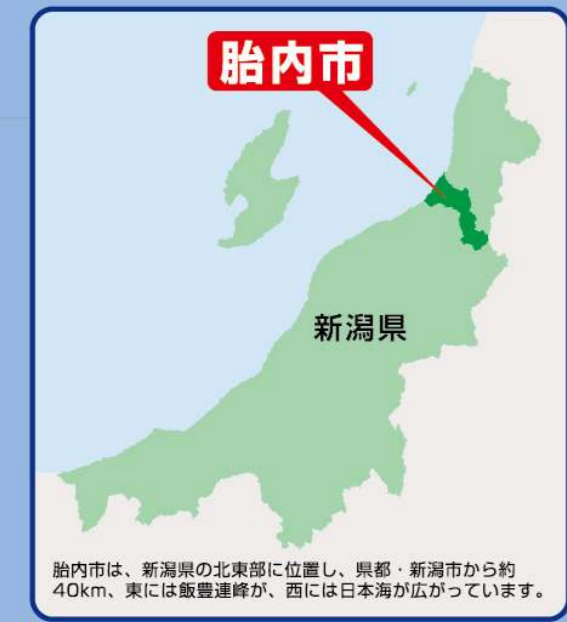 胎内市
新潟県
胎内市は、新潟県の北東部に位置し、県都・新潟市から約
40km、東には飯豊連峰が、西には日本海が広がっています。